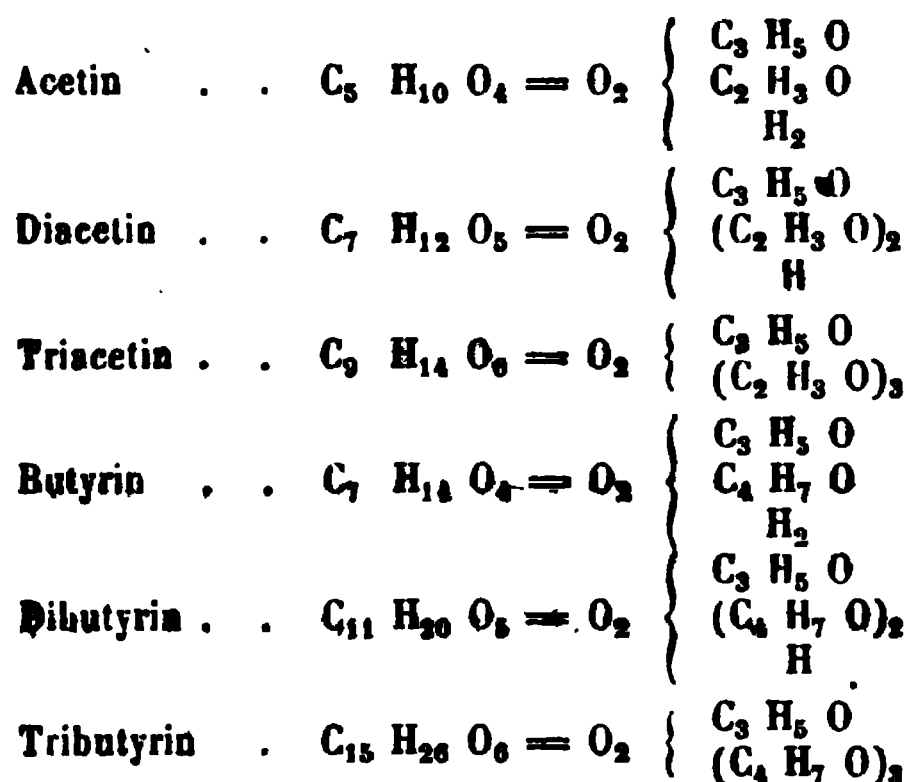 C₃ H₅ O
Acetin . . C₅ H₁₀ O₄ = O₂ { C₂ H₃ O
H₂
C₃ H₅ O
Diacetin . . C₇ H₁₂ O₅ = O₂ { (C₂ H₃ O)₂
H
C₃ H₅ O
Triacetin . . C₉ H₁₄ O₆ = O₂ {
(C₂ H₃ O)₃
C₃ H₅ O
Butyrin . . C₇ H₁₄ O₄ = O₂ { C₄ H₇ O
H₂
C₃ H₅ O
Dibutyrin . . C₁₁ H₂₀ O₅ = O₂ { (C₄ H₇ O)₂
H
C₃ H₅ O
Tributyrin . C₁₅ H₂₆ O₆ = O₂ {
(C₄ H₇ O)₃